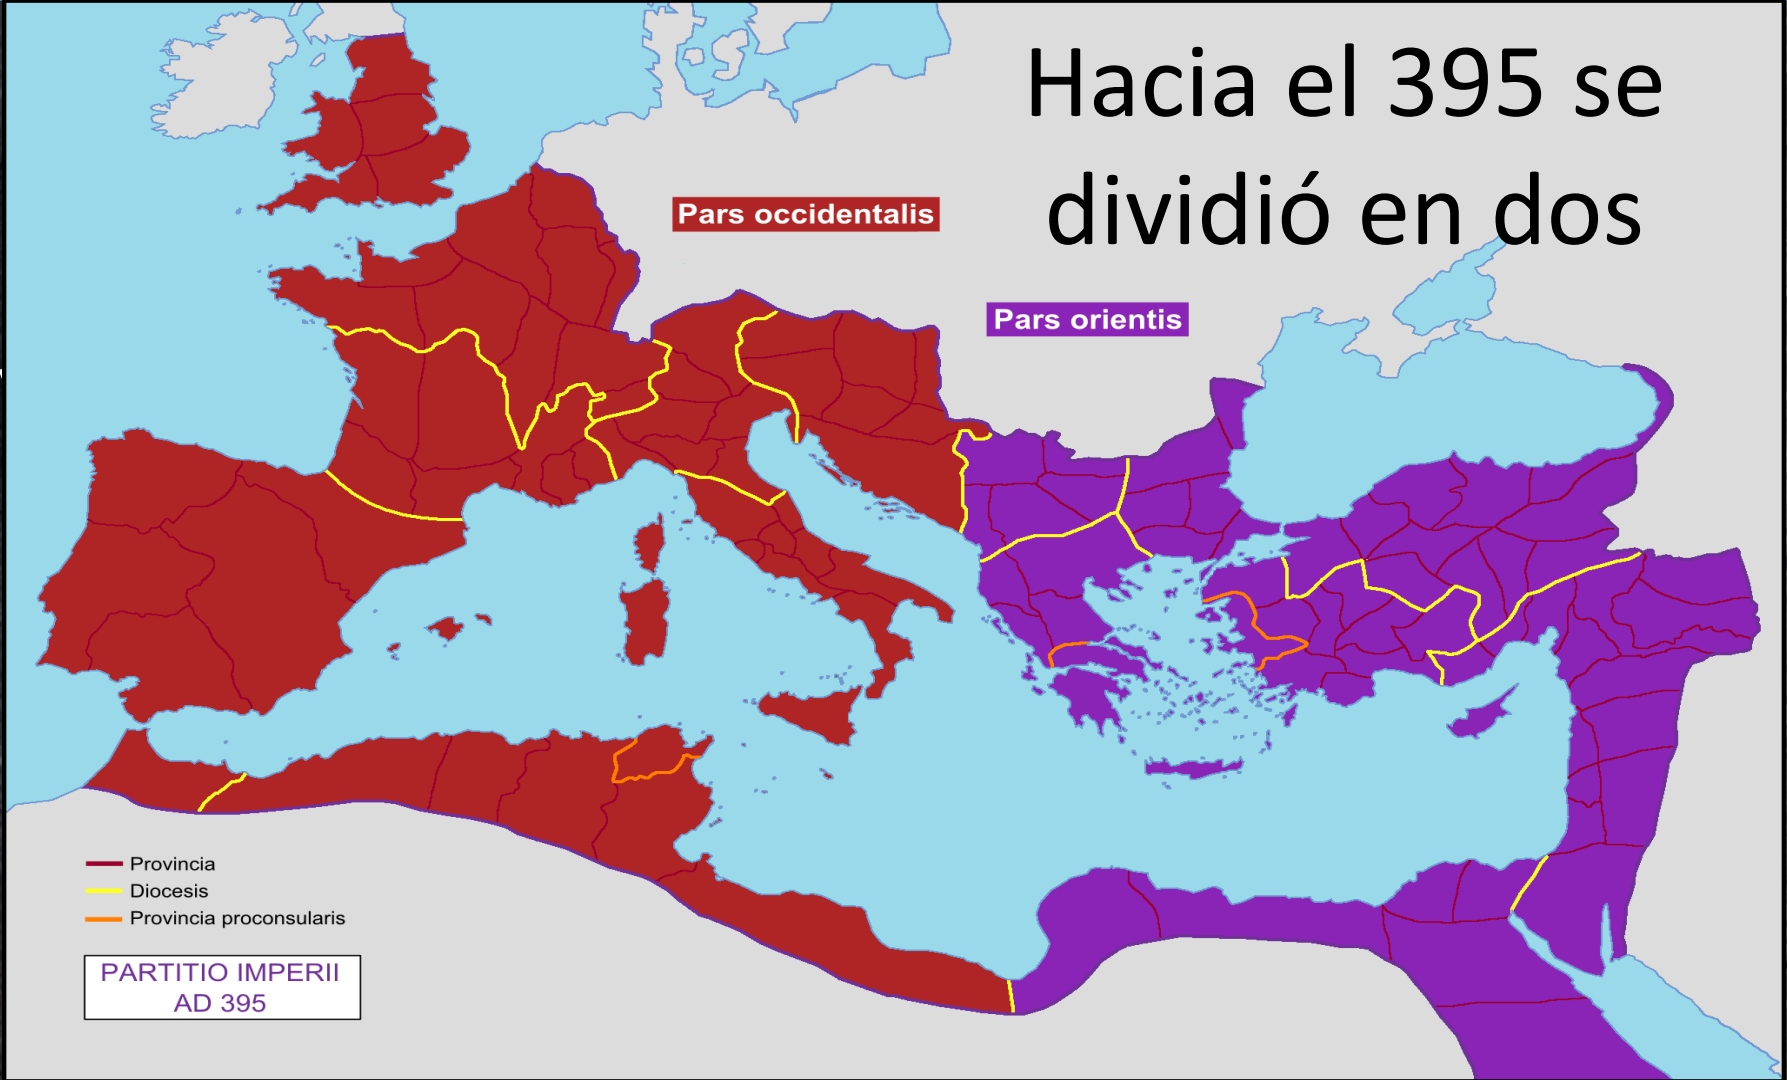 Hacia el 395 se
dividió en dos
Pars occidentalis
Pars orientis
Provincia
Diocesis
Provincia proconsularis
PARTITIO IMPERII
AD 395